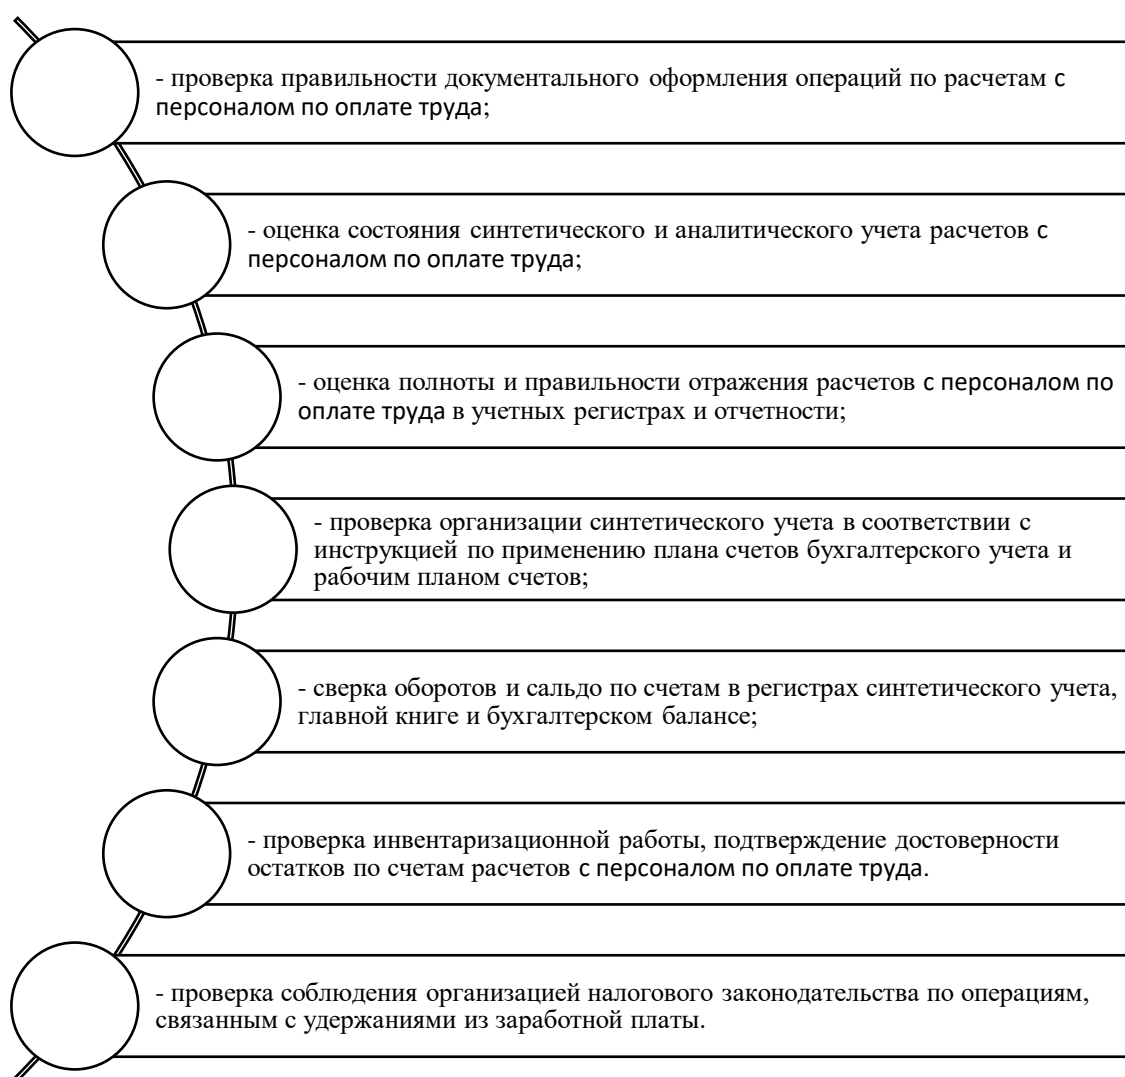 - проверка правильности документального оформления операций по расчетам с
персоналом по оплате труда;
- оценка состояния синтетического и аналитического учета расчетов с
персоналом по оплате труда;
- оценка полноты и правильности отражения расчетов с персоналом по
оплате труда в учетных регистрах и отчетности;
- проверка организации синтетического учета в соответствии с
инструкцией по применению плана счетов бухгалтерского учета и
рабочим планом счетов;
- сверка оборотов и сальдо по счетам в регистрах синтетического учета,
главной книге и бухгалтерском балансе;
- проверка инвентаризационной работы, подтверждение достоверности
остатков по счетам расчетов с персоналом по оплате труда.
- проверка соблюдения организацией налогового законодательства по операциям,
связанным с удержаниями из заработной платы.